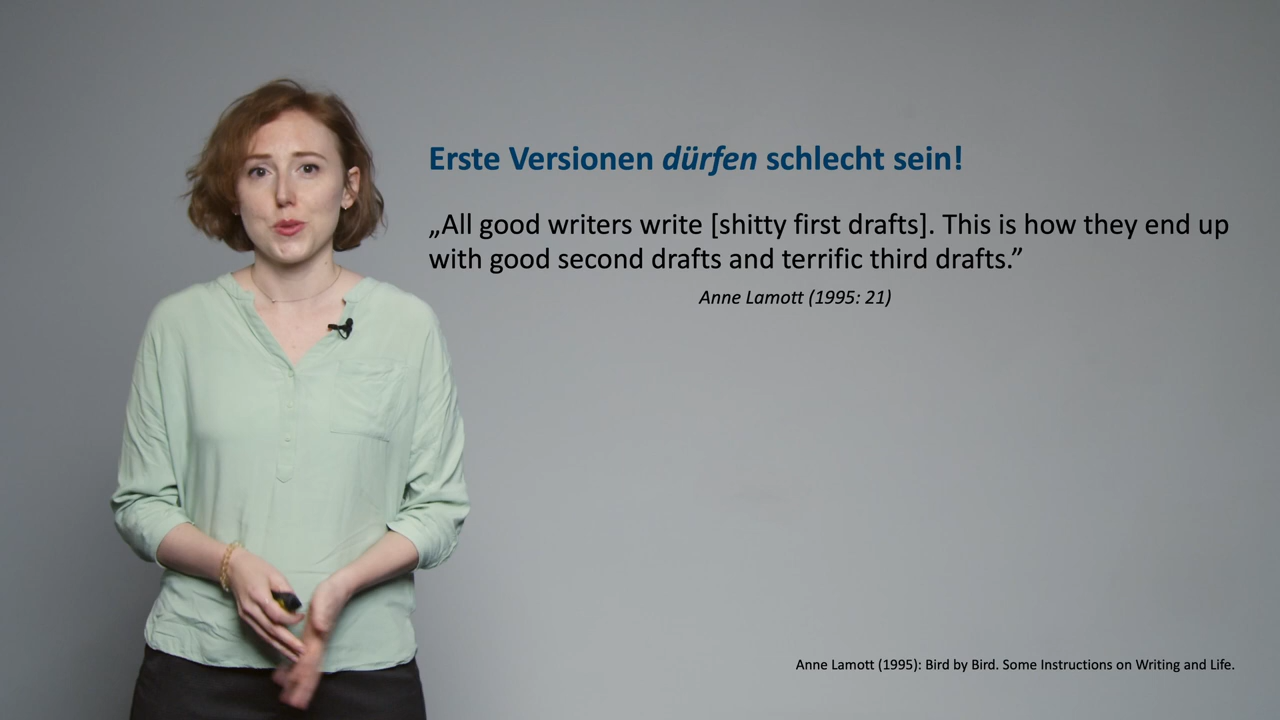 Erste Versionen dürfen schlecht sein!
„All good writers write [shitty first drafts]. This is how they end up
with good second drafts and terrific third drafts.”
Anne Lamott (1995: 21)
Anne Lamott (1995): Bird by Bird. Some Instructions on Writing and Life.